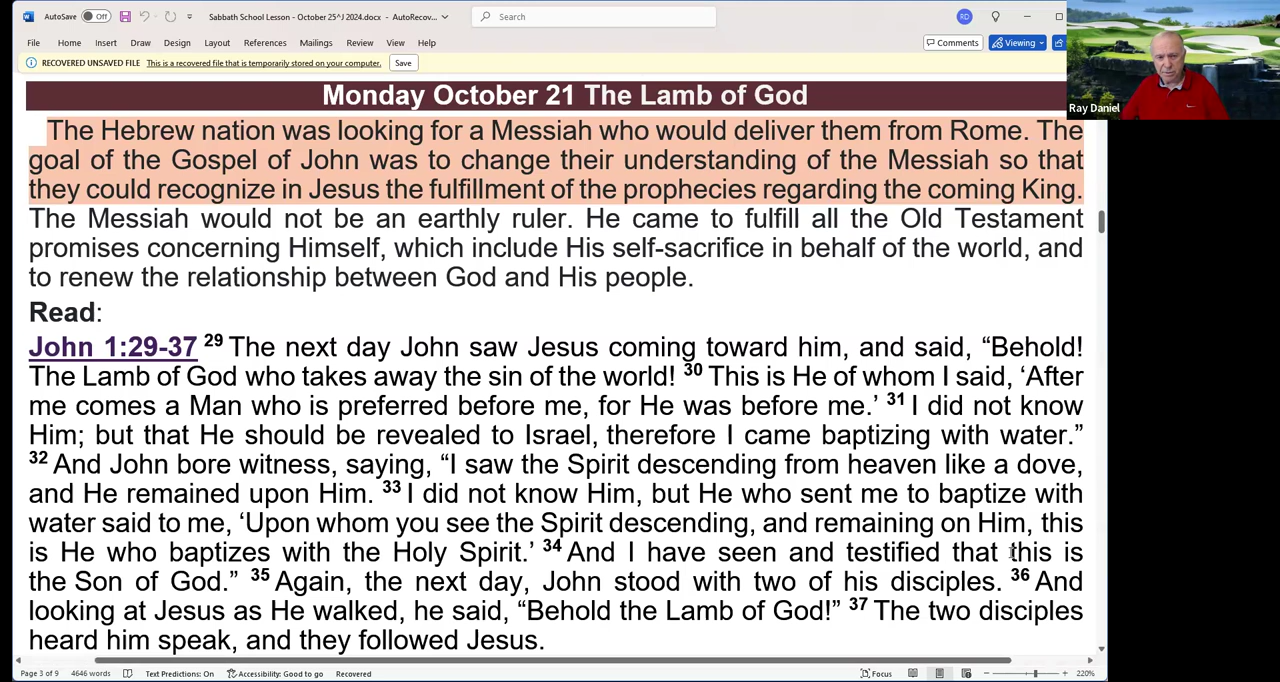 AutoSave Off Sabbath School Lesson - October 25^J 2024.docx - AutoRecov... Search RD
File Home Insert Draw Design Layout References Mailings Review View Help Comments Viewing
RECOVERED UNSAVED FILE This is a recovered file that is temporarily stored on your computer. Save
Ray Daniel
Monday October 21 The Lamb of God
The Hebrew nation was looking for a Messiah who would deliver them from Rome. The
goal of the Gospel of John was to change their understanding of the Messiah so that
they could recognize in Jesus the fulfillment of the prophecies regarding the coming King.
The Messiah would not be an earthly ruler. He came to fulfill all the Old Testament
promises concerning Himself, which include His self-sacrifice in behalf of the world, and
to renew the relationship between God and His people.
Read:
John 1:29-37 29 The next day John saw Jesus coming toward him, and said, “Behold!
The Lamb of God who takes away the sin of the world! 30 This is He of whom I said, ‘After
me comes a Man who is preferred before me, for He was before me.’ 31 I did not know
Him; but that He should be revealed to Israel, therefore I came baptizing with water.”
32 And John bore witness, saying, “I saw the Spirit descending from heaven like a dove,
and He remained upon Him. 33 I did not know Him, but He who sent me to baptize with
water said to me, ‘Upon whom you see the Spirit descending, and remaining on Him, this
is He who baptizes with the Holy Spirit.’ 34 And I have seen and testified that this is
the Son of God.” 35 Again, the next day, John stood with two of his disciples. 36 And
looking at Jesus as He walked, he said, “Behold the Lamb of God!” 37 The two disciples
heard him speak, and they followed Jesus.
Page 3 of 9 4646 words Text Predictions: On Accessibility: Good to go Recovered Focus 220%